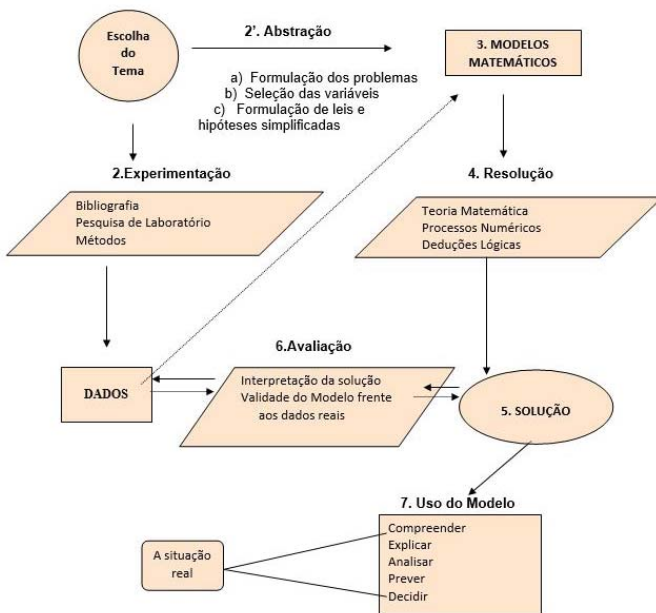 Escolha
do
Tema
2'. Abstração
3. MODELOS
MATEMÁTICOS
a) Formulação dos problemas
b) Seleção das variáveis
c) Formulação de leis e
hipóteses simplificadas
2.Experimentação
4. Resolução
Bibliografia
Pesquisa de Laboratório
Métodos
Teoria Matemática
Processos Numéricos
Deduções Lógicas
6.Avaliação
DADOS
Interpretação da solução
Validade do Modelo frente
aos dados reais
5. SOLUÇÃO
7. Uso do Modelo
A situação
real
Compreender
Explicar
Analisar
Prever
Decidir